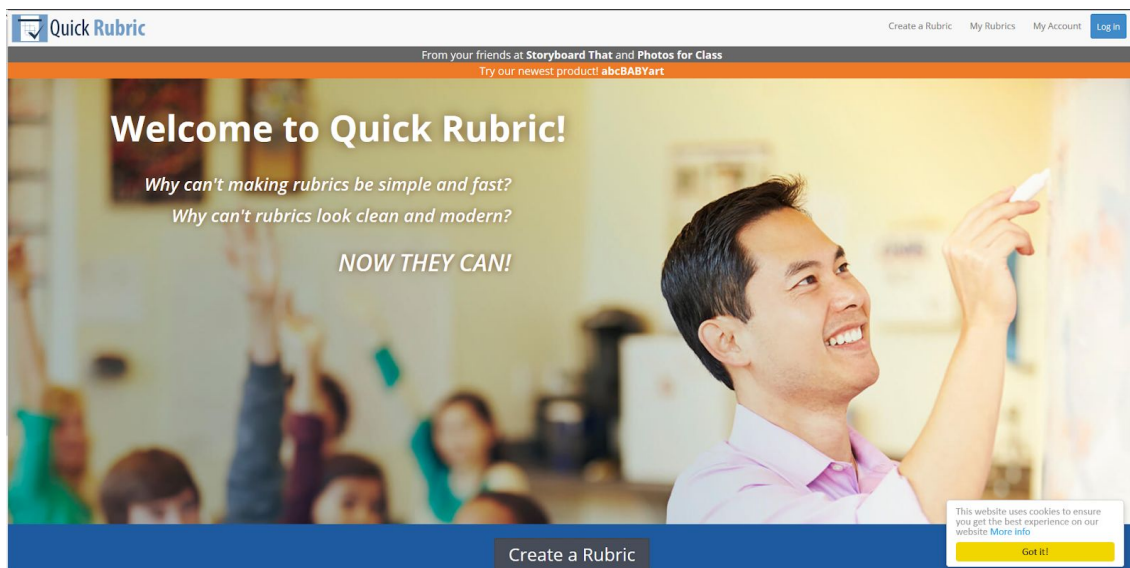 Quick Rubric
Create a Rubric My Rubrics My Account Log in
From your friends at Storyboard That and Photos for Class
Try our newest product! abcBABYart
Welcome to Quick Rubric!
Why can't making rubrics be simple and fast?
Why can't rubrics look clean and modern?
NOW THEY CAN!
This website uses cookies to ensure
you get the best experience on our
website More info
Got it!
Create a Rubric